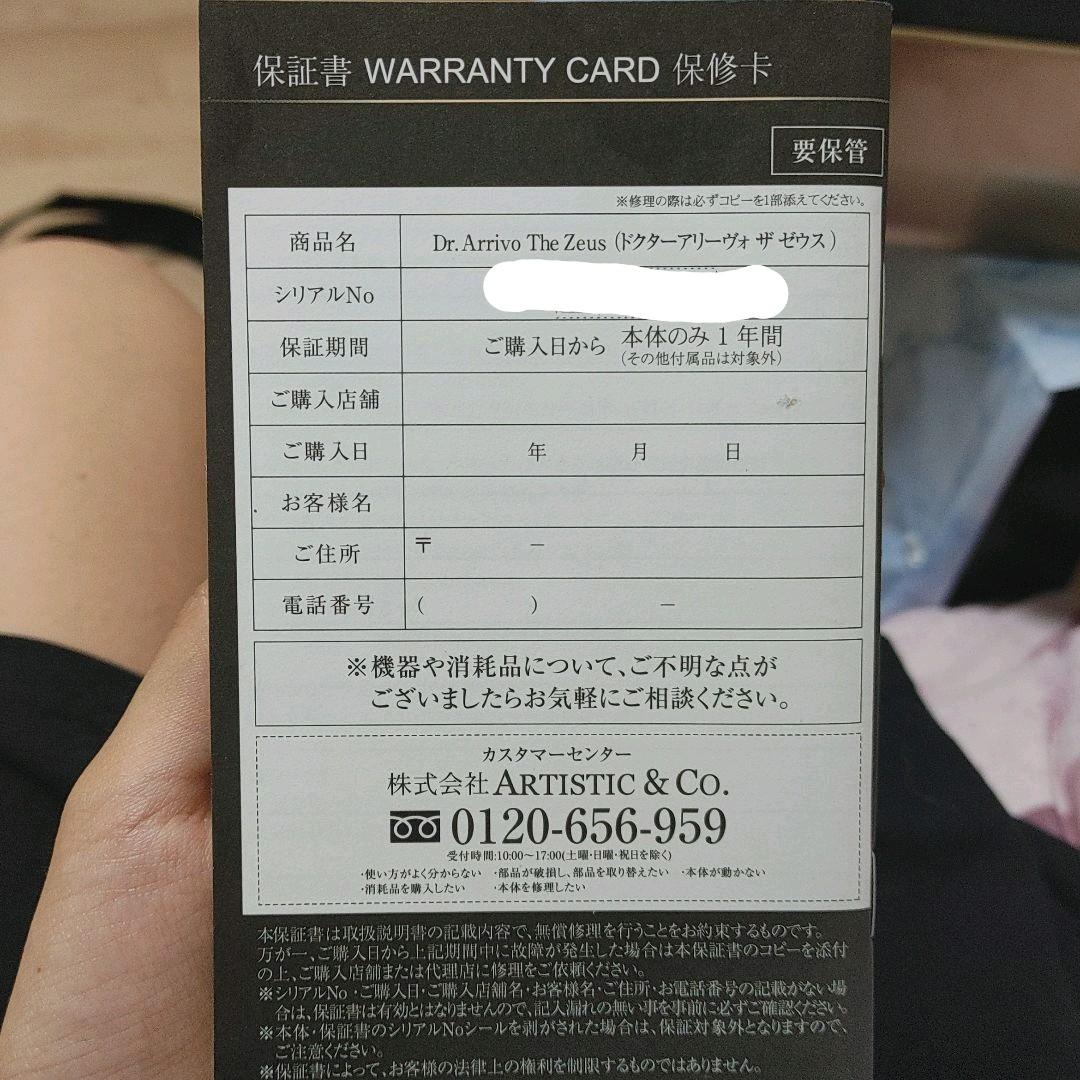 保証書 WARRANTY CARD 保修卡
要保管
※修理の際は必ずコピーを1部添えてください。
商品名 Dr. Arrivo The Zeus (ドクターアリーヴォ ザ ゼウス)
シリアルNo
保証期間 ご購入日から 本体のみ 1 年間
(その他付属品は対象外)
ご購入店舗
ご購入日 年 月 日
お客様名
ご住所 〒 －
電話番号 ( ) －
※機器や消耗品について、ご不明な点が
ございましたらお気軽にご相談ください。
カスタマーセンター
株式会社 ARTISTIC & CO.
0120-656-959
受付時間:10:00～17:00(土曜・日曜・祝日を除く)
・使い方がよく分からない ・部品が破損し、部品を取り替えたい ・本体が動かない
・消耗品を購入したい ・本体を修理したい
本保証書は取扱説明書の記載内容で、無償修理を行うことをお約束するものです。
万が一、ご購入日から上記期間中に故障が発生した場合は本保証書のコピーを添付
の上、ご購入店舗または代理店に修理をご依頼ください。
※シリアルNo・ご購入日・ご購入店舗名・お客様名・ご住所・お電話番号の記載がない場
合は、保証書は有効とはなりませんので、記入漏れの無い事を事前に必ずご確認ください。
※本体・保証書のシリアルNoシールを剥がされた場合は、保証対象外となりますので、
ご注意ください。
※保証書によって、お客様の法律上の権利を制限するものではありません。